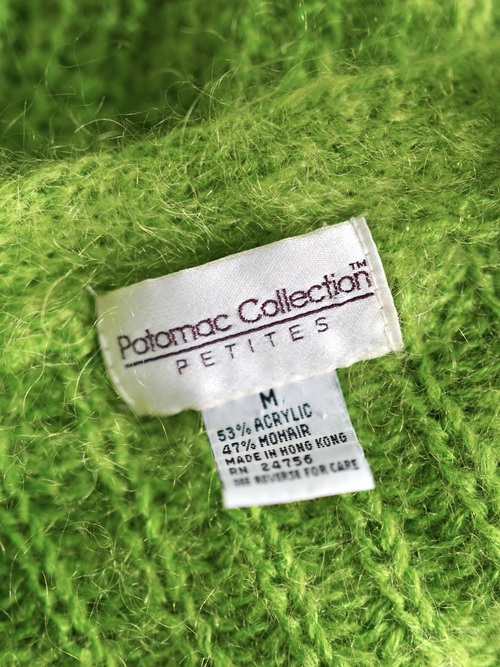 Potomac Collection™
PETITES
M
53% ACRYLIC
47% MOHAIR
MADE IN HONG KONG
RN 24756
SEE REVERSE FOR CARE